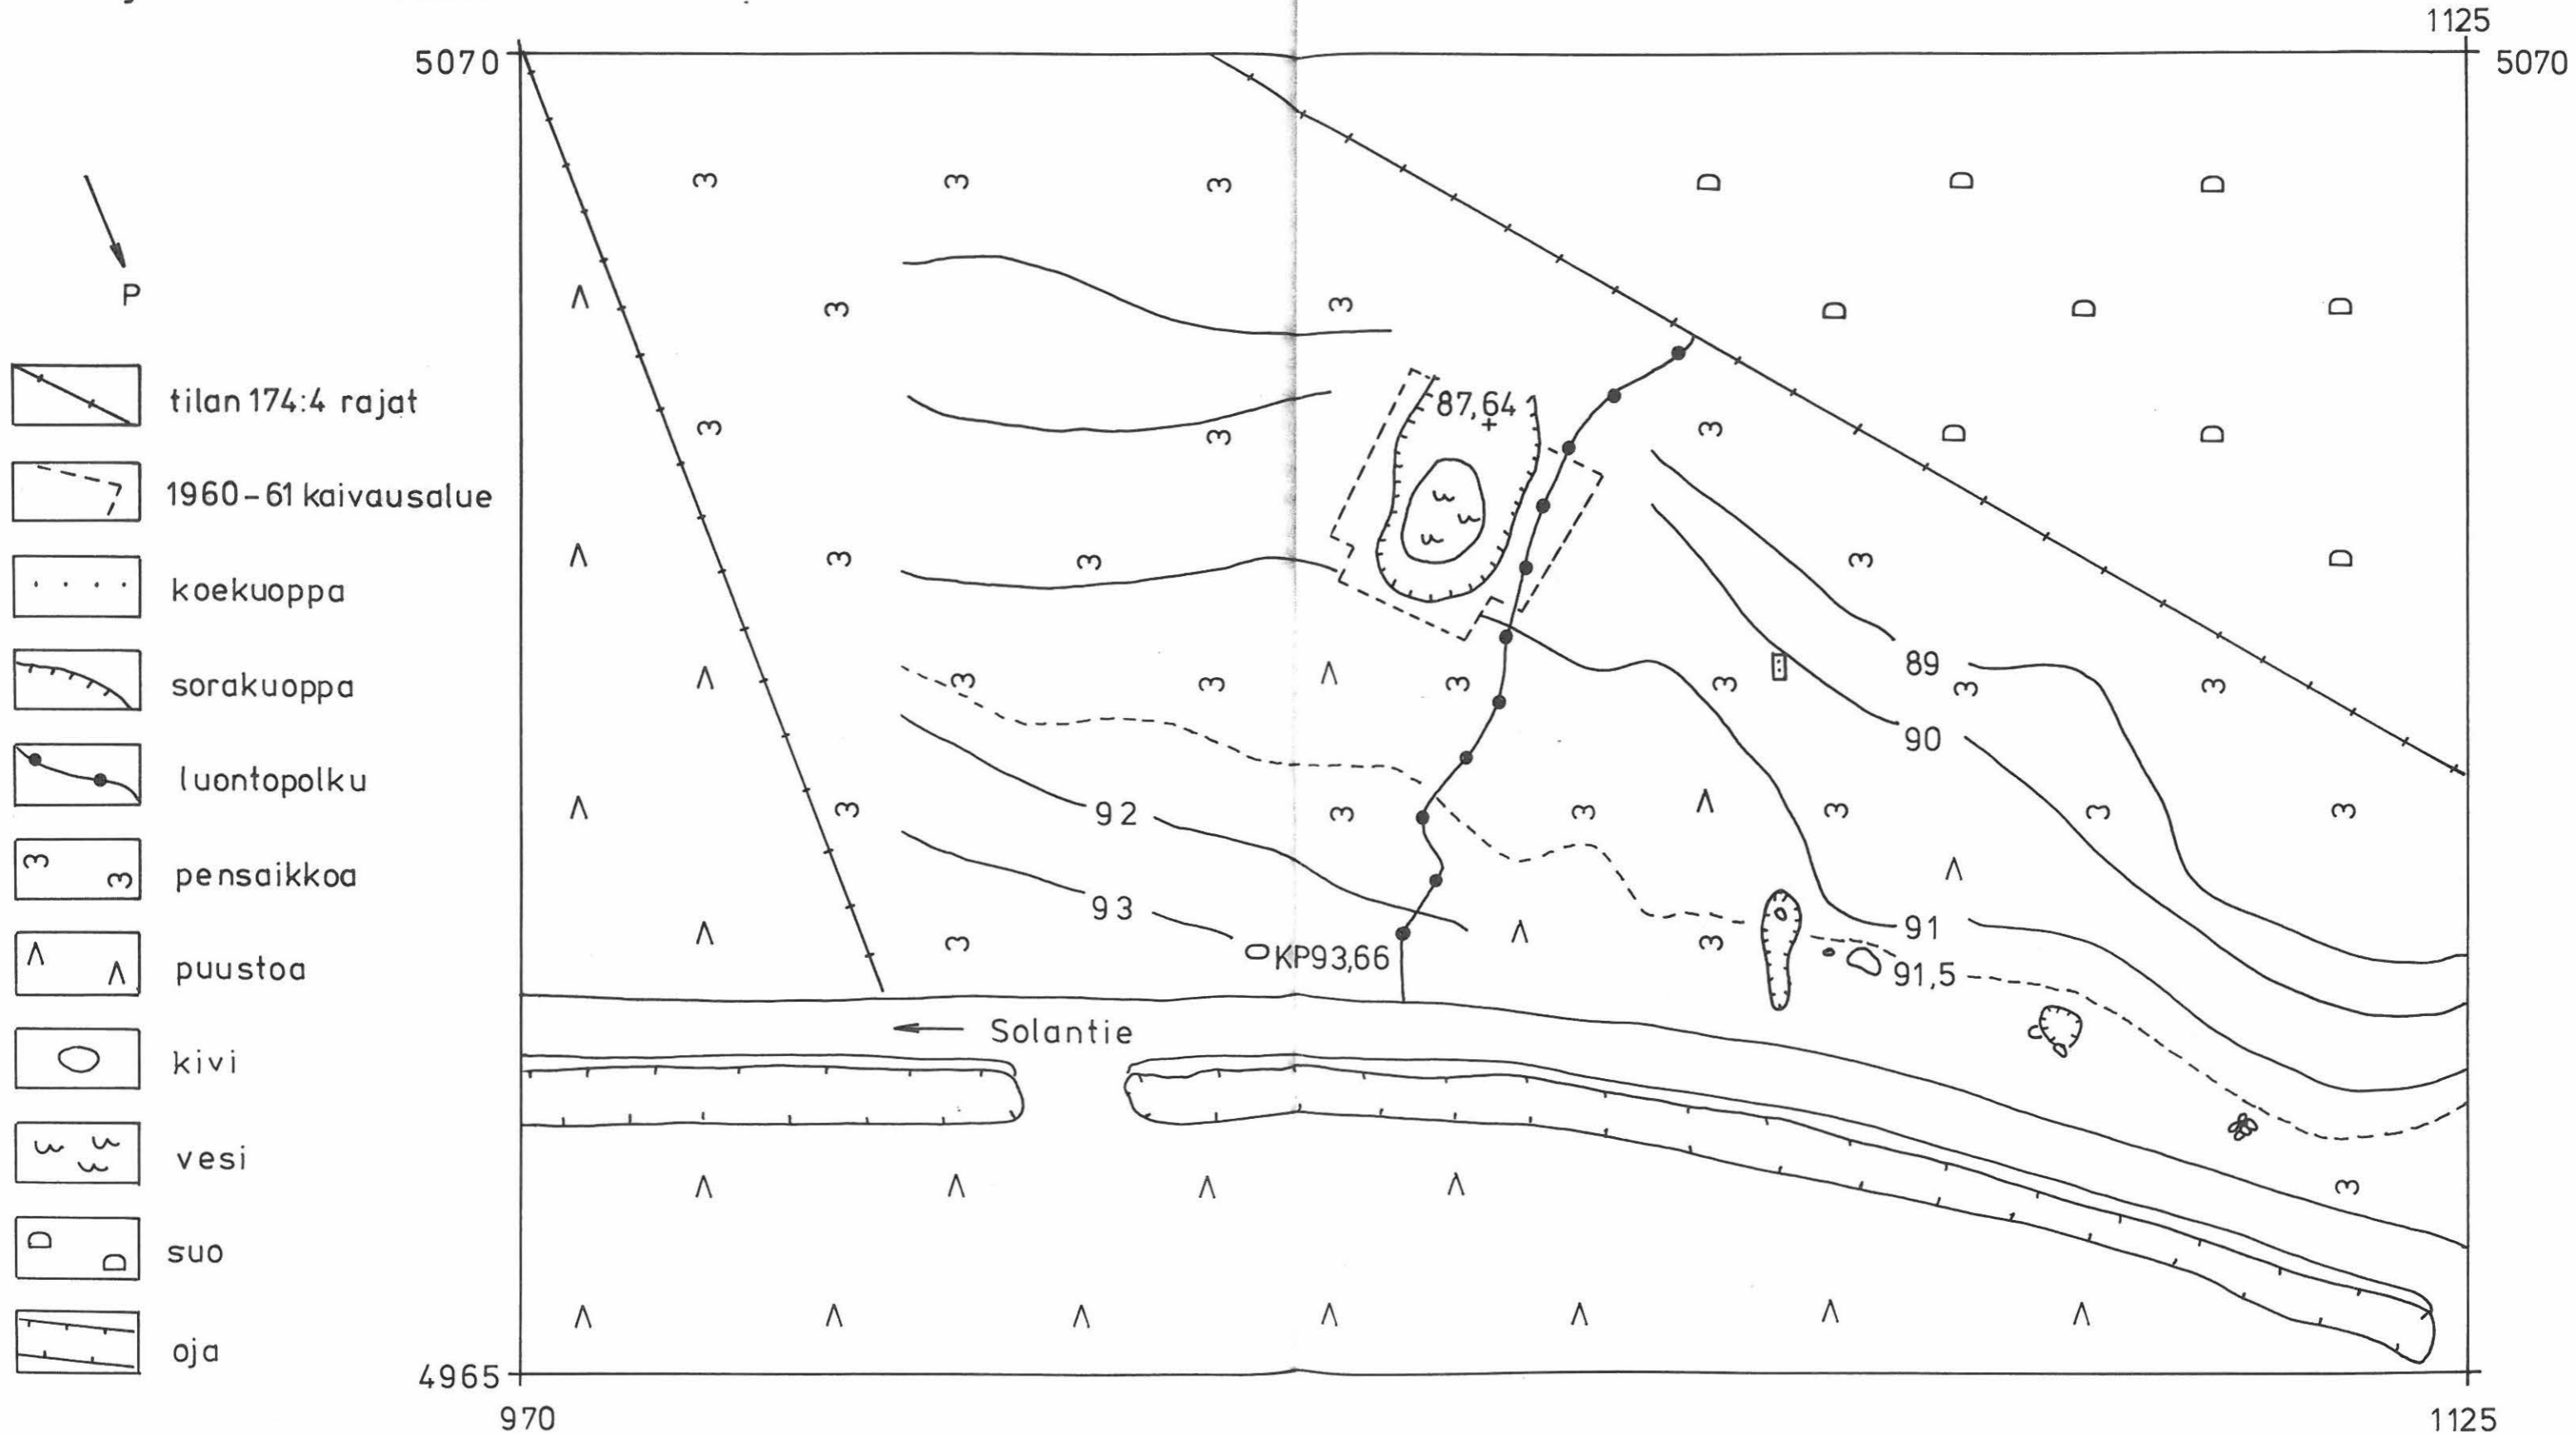 1125
5070
5070
P
tilan 174:4 rajat
1960-61 kaivausalue
koekuoppa
sorakuoppa
luontopolku
pensaikkoa
puustoa
kivi
vesi
suo
oja
87,64
89
90
92
93
91
KP93,66
91,5
← Solantie
4965
970
1125